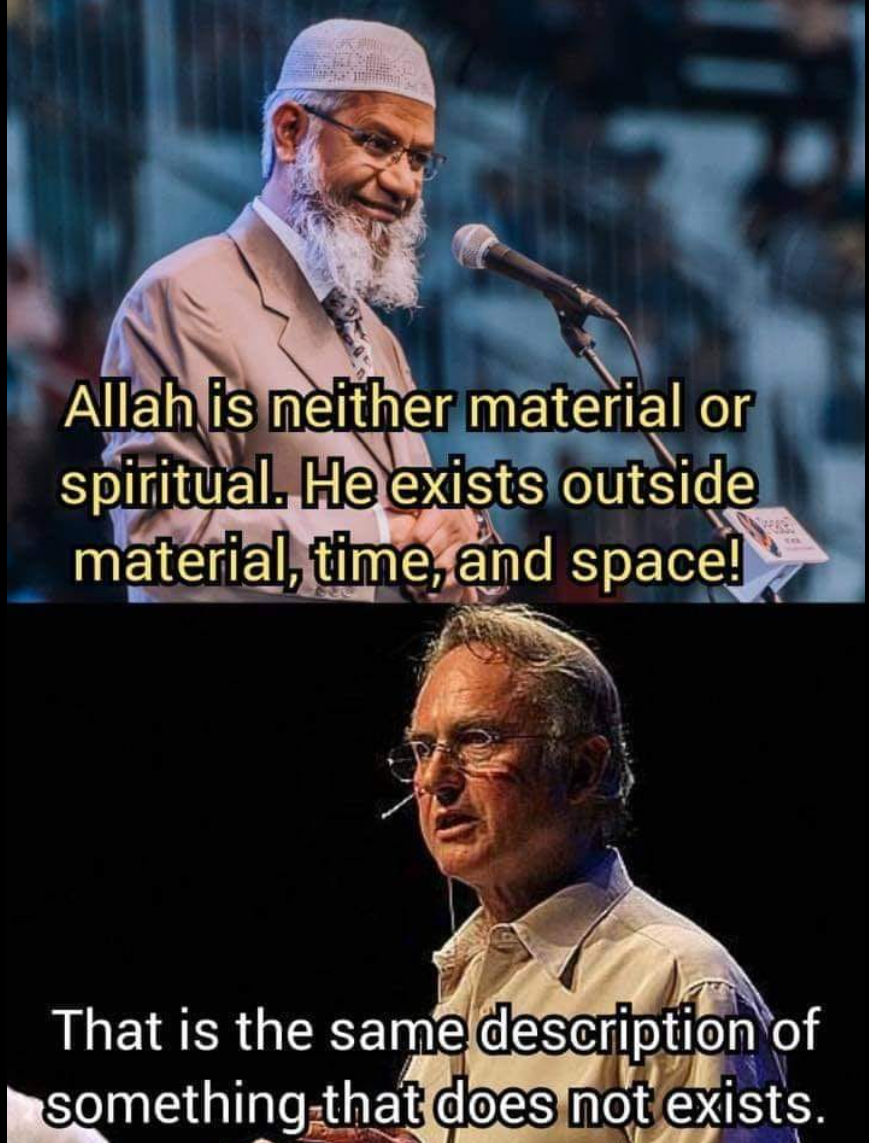 Allah is neither material or
spiritual. He exists outside
material, time, and space!
That is the same description of
something that does not exists.